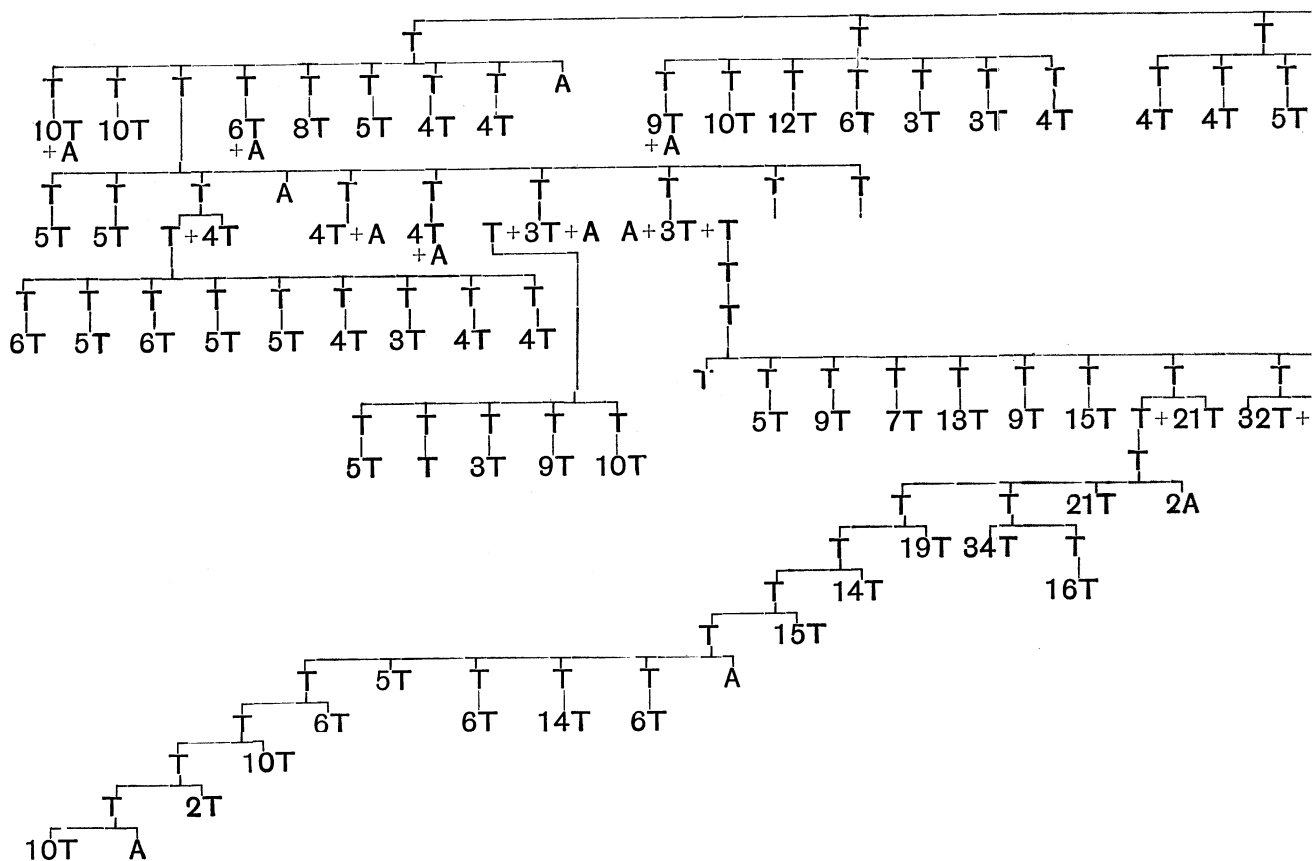 T T T
T T T T T T T T A T T T T T T T T T T
10T 10T 6T 8T 5T 4T 4T 9T 10T 12T 6T 3T 3T 4T 4T 4T 5T
+A +A +A
T T T A T T T T T T
5T 5T T+4T 4T+A 4T T+3T+A A+3T+T
+A
T
T T T T T T T T T T
6T 5T 6T 5T 5T 4T 3T 4T 4T
T T T T T T T T T
5T 9T 7T 13T 9T 15T T+21T 32T+
T T T T T
5T T 3T 9T 10T T
T T 21T 2A
T 19T 34T T
T 14T 16T
T 15T
T 5T T T T A
T 6T 6T 14T 6T
T 10T
T 2T
10T A